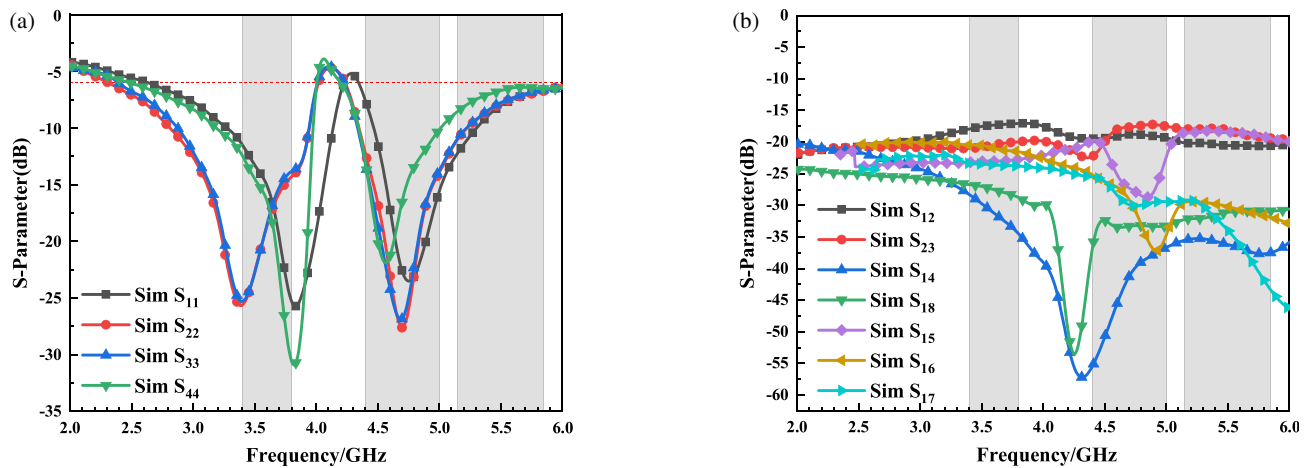 (a)
0
-5
-10
-15
-20
-25
-30
-35
S-Parameter(dB)
Sim S11
Sim S22
Sim S33
Sim S44
2.0 2.5 3.0 3.5 4.0 4.5 5.0 5.5 6.0
Frequency/GHz
(b)
-10
-15
-20
-25
-30
-35
-40
-45
-50
-55
-60
S-Parameter(dB)
Sim S12
Sim S23
Sim S14
Sim S18
Sim S15
Sim S16
Sim S17
2.0 2.5 3.0 3.5 4.0 4.5 5.0 5.5 6.0
Frequency/GHz